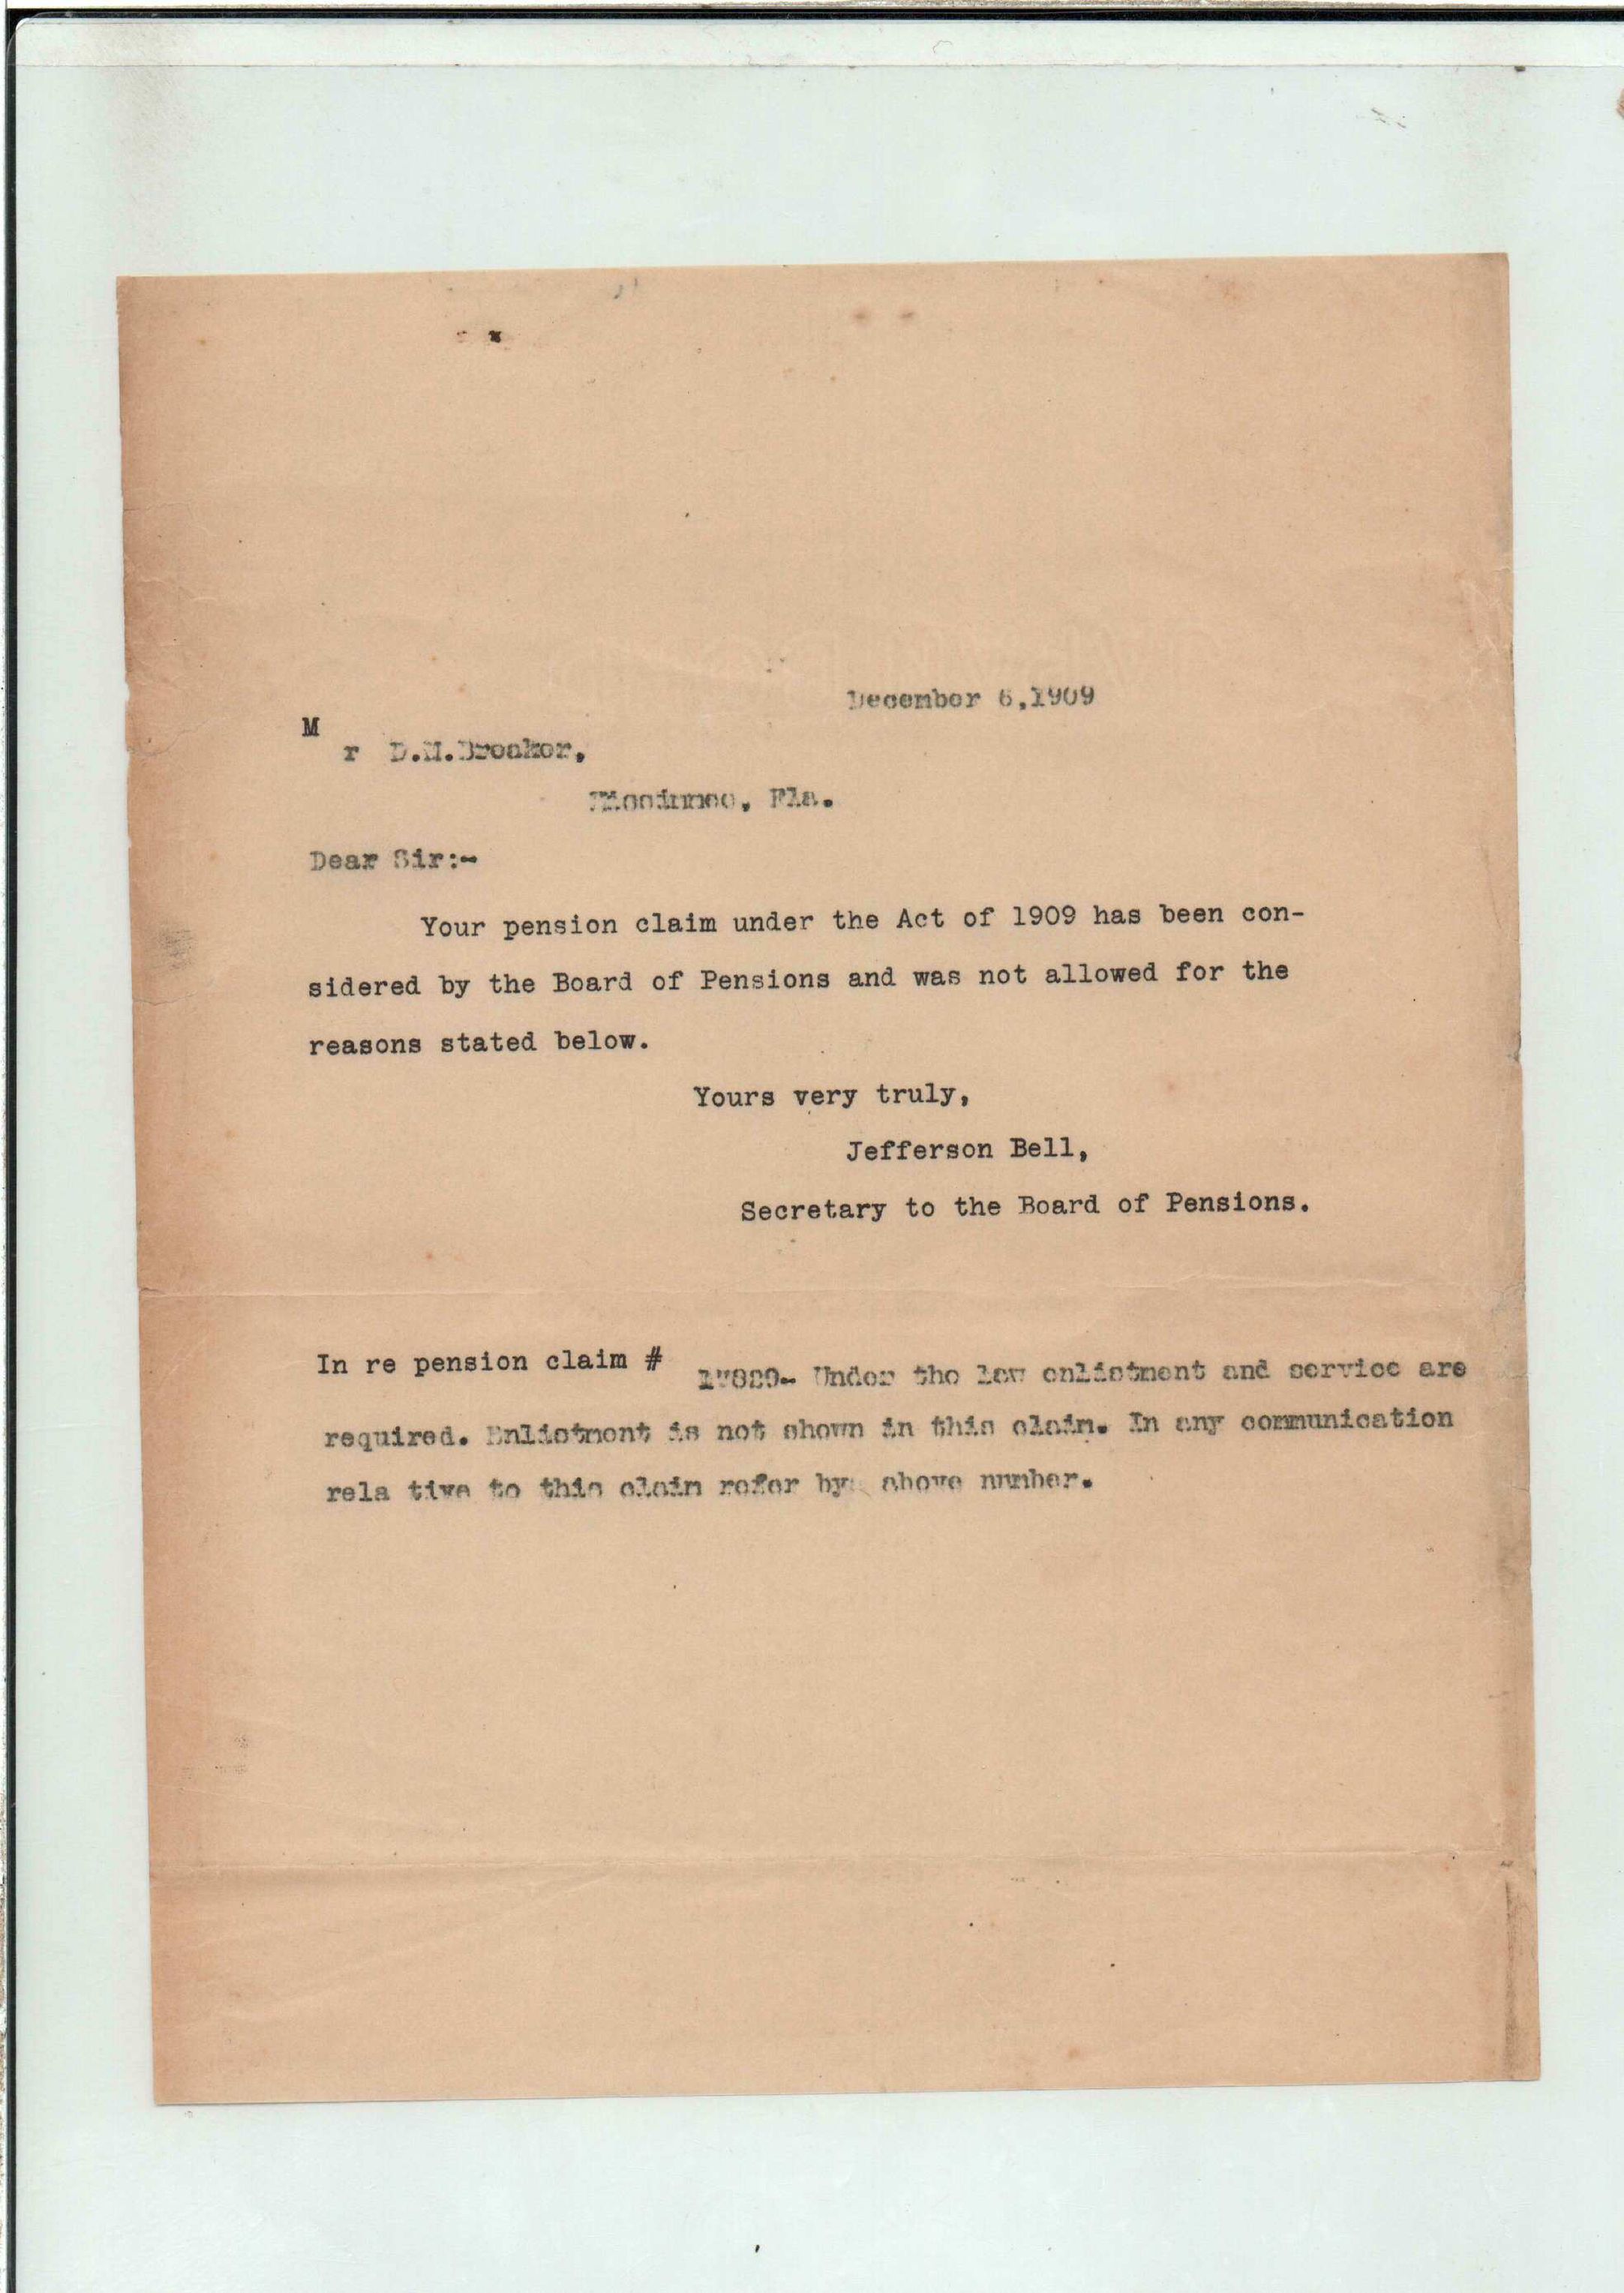 December 6,1909
M
r D.M.Broaker,
Kissimmee, Fla.
Dear Sir:-
Your pension claim under the Act of 1909 has been con-
sidered by the Board of Pensions and was not allowed for the
reasons stated below.
Yours very truly,
Jefferson Bell,
Secretary to the Board of Pensions.
In re pension claim #
Under the law enlistment and service are
required. Enlistment is not shown in this claim. In any communication
rela tive to this claim refer by above number.